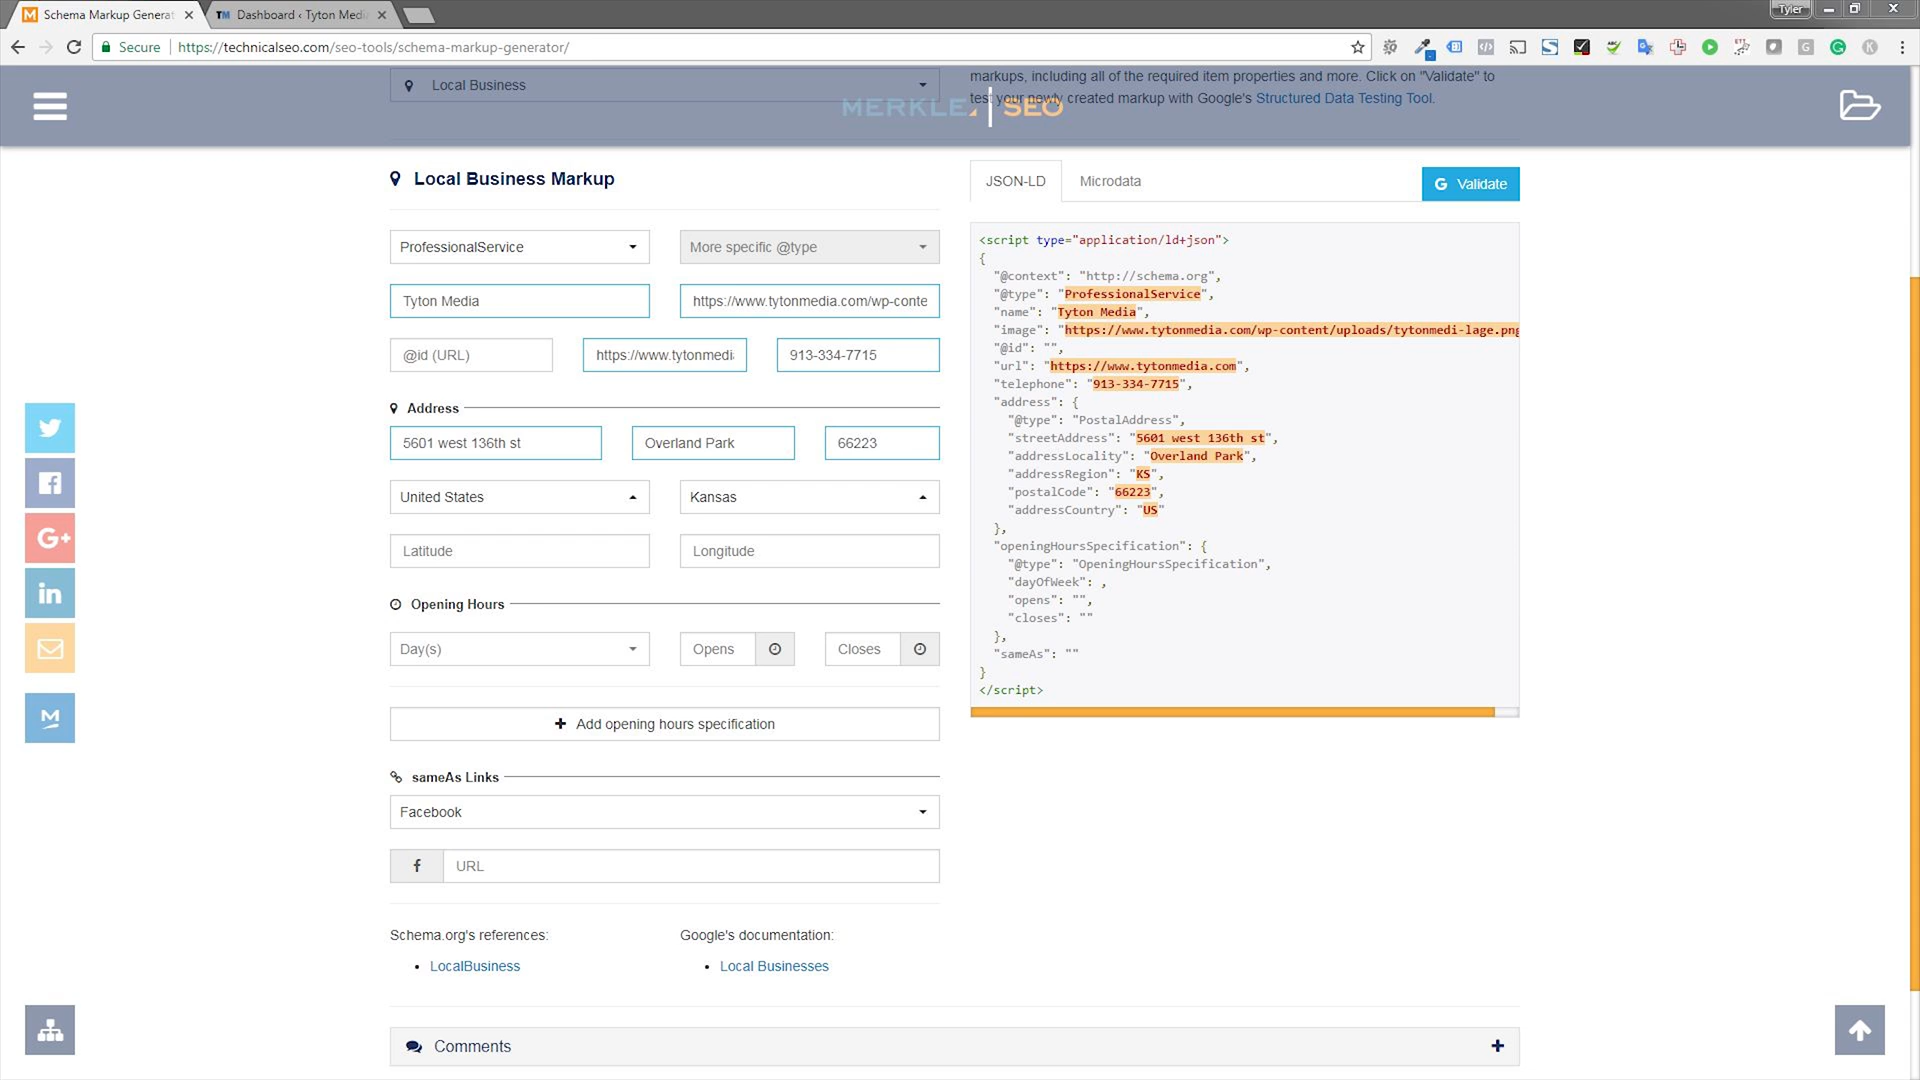 Schema Markup Generat
Dashboard ‹ Tyton Medi
Tyler
Secure
https://technicalseo.com/seo-tools/schema-markup-generator/
Local Business
markups, including all of the required item properties and more. Click on "Validate" to
test your newly created markup with Google's Structured Data Testing Tool.
MERKLE | SEO
Local Business Markup
JSON-LD
Microdata
G Validate
ProfessionalService
More specific @type
Tyton Media
https://www.tytonmedia.com/wp-conte
@id (URL)
https://www.tytonmedi
913-334-7715
Address
5601 west 136th st
Overland Park
66223
United States
Kansas
Latitude
Longitude
Opening Hours
Day(s)
Opens
Closes
+ Add opening hours specification
sameAs Links
Facebook
f
URL
Schema.org's references:
• LocalBusiness
Google's documentation:
• Local Businesses
<script type="application/ld+json">
{
"@context": "http://schema.org",
"@type": "ProfessionalService",
"name": "Tyton Media",
"image": "https://www.tytonmedia.com/wp-content/uploads/tytonmedi-lage.png
"@id": "",
"url": "https://www.tytonmedia.com",
"telephone": "913-334-7715",
"address": {
"@type": "PostalAddress",
"streetAddress": "5601 west 136th st",
"addressLocality": "Overland Park",
"addressRegion": "KS",
"postalCode": "66223",
"addressCountry": "US"
},
"openingHoursSpecification": {
"@type": "OpeningHoursSpecification",
"dayOfWeek": ,
"opens": "",
"closes": ""
},
"sameAs": ""
}
</script>
G+
in
M
Comments
+